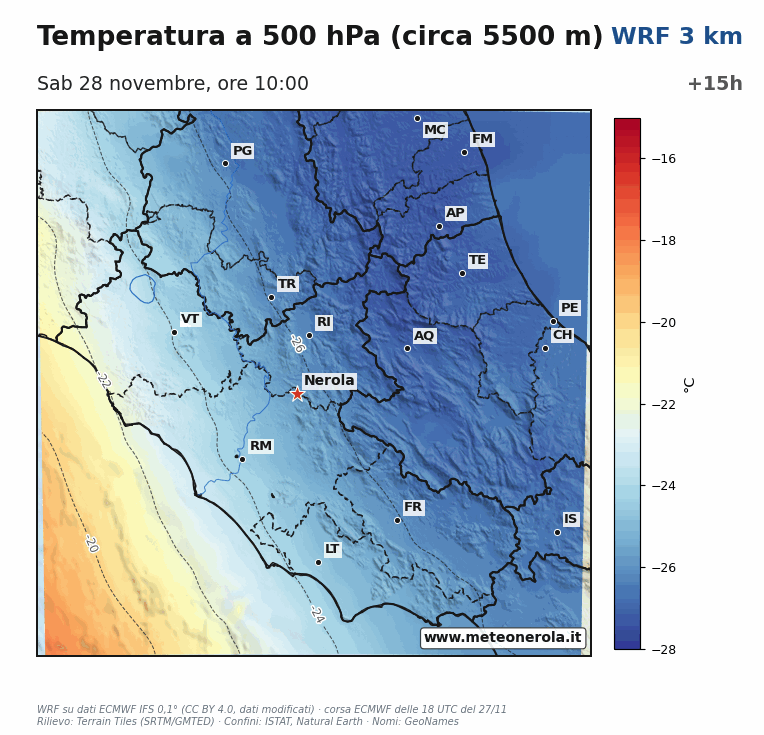 Temperatura a 500 hPa (circa 5500 m) WRF 3 km
Sab 28 novembre, ore 10:00 +15h
MC
FM
PG
AP
TE
TR
PE
VT
RI
CH
AQ
-26
-22
Nerola
RM
FR
IS
-20
LT
-24
www.meteonerola.it
−16
−18
−20
−22
−24
−26
−28
°C
WRF su dati ECMWF IFS 0,1° (CC BY 4.0, dati modificati) · corsa ECMWF delle 18 UTC del 27/11
Rilievo: Terrain Tiles (SRTM/GMTED) · Confini: ISTAT, Natural Earth · Nomi: GeoNames